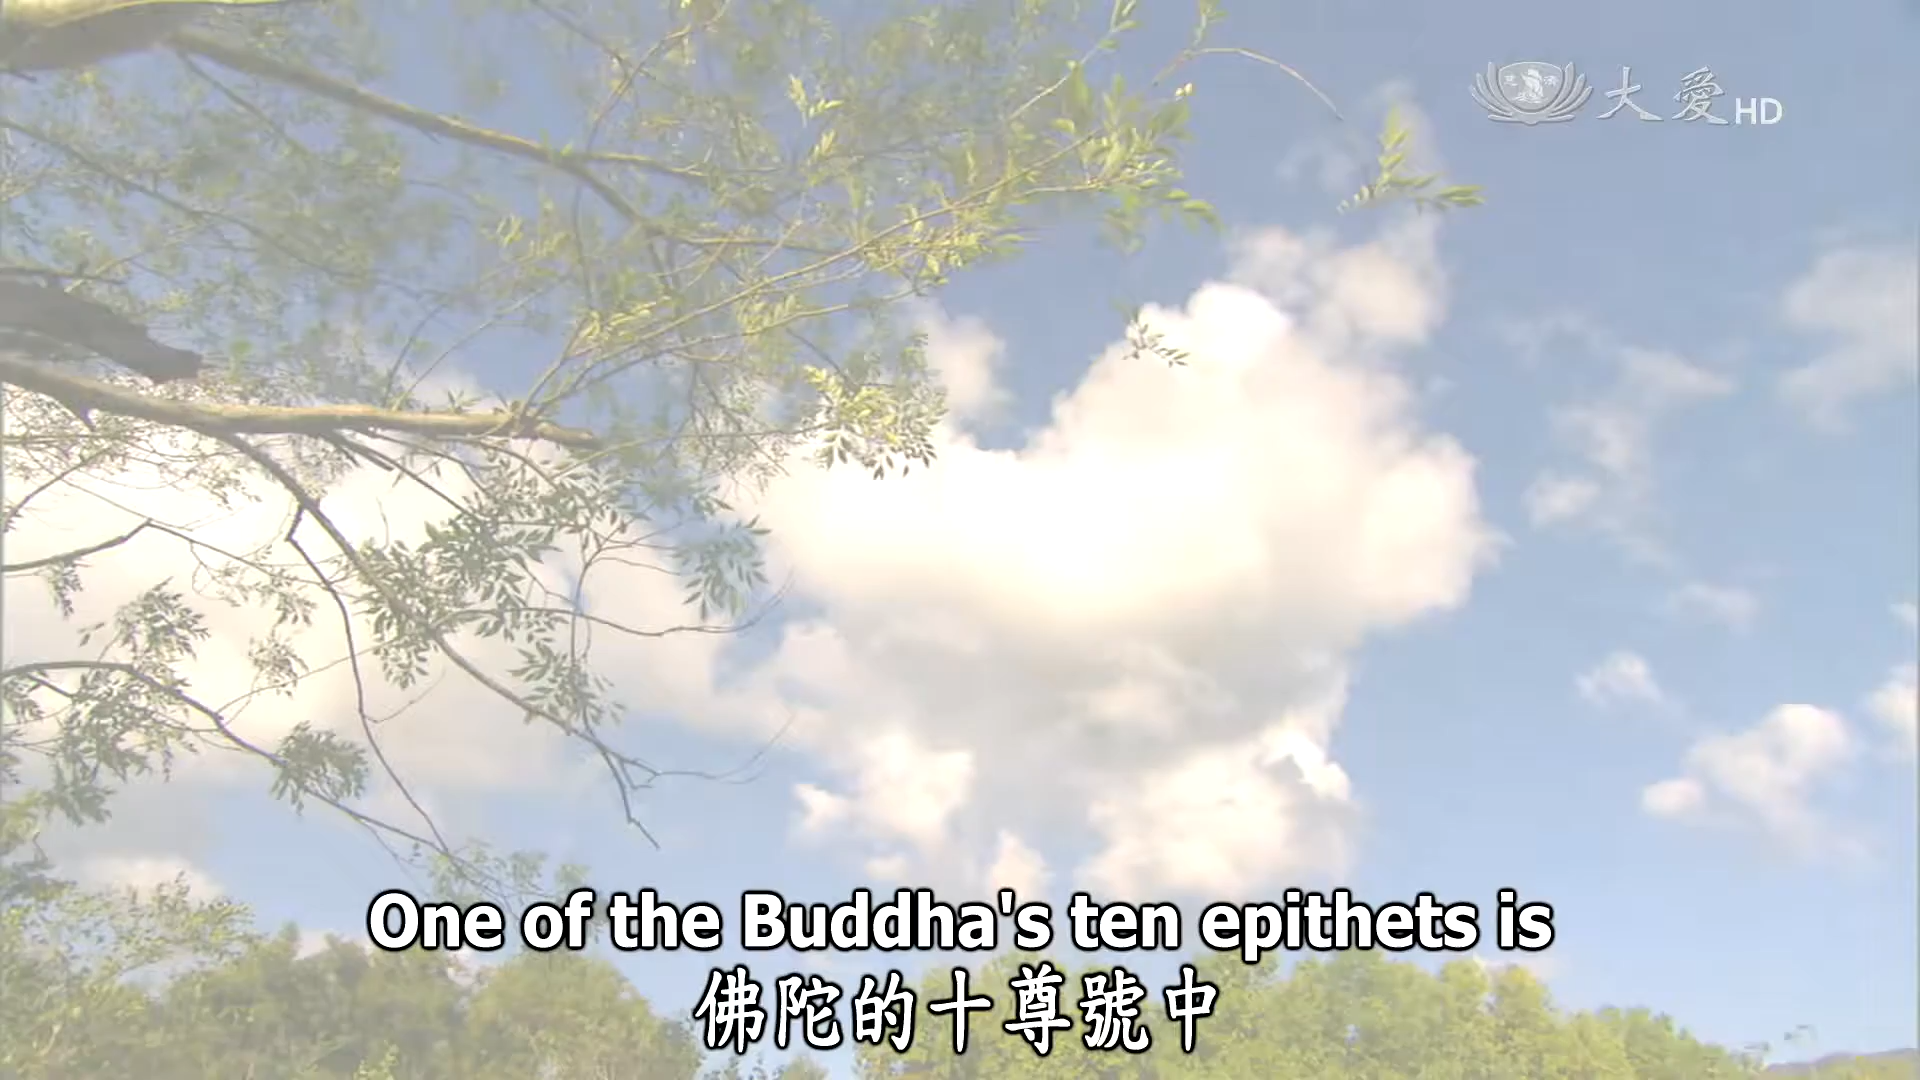 大愛HD
One of the Buddha's ten epithets is
佛陀的十尊號中